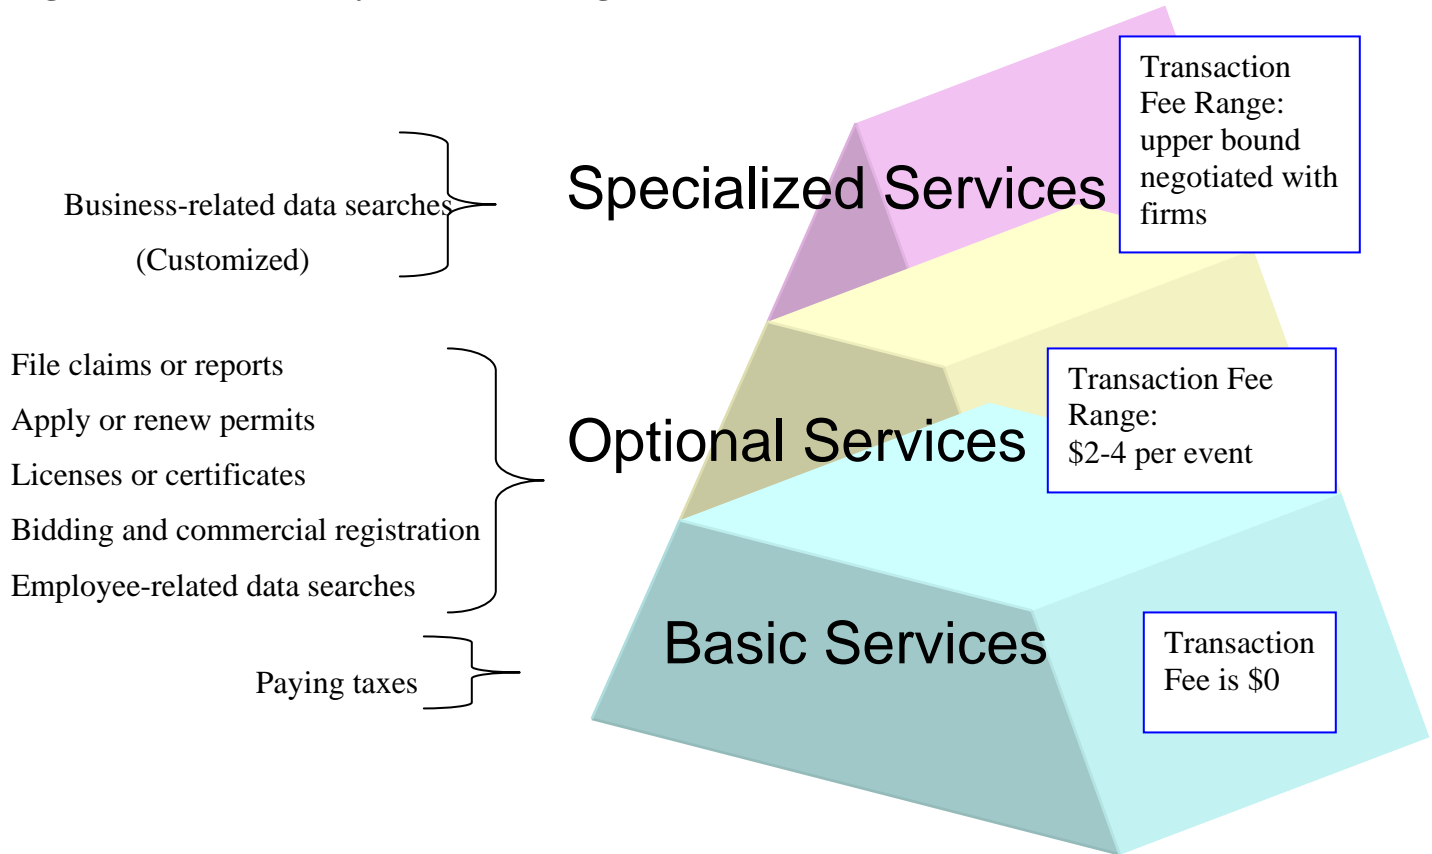 Business-related data searches
(Customized)
Specialized Services
Transaction
Fee Range:
upper bound
negotiated with
firms
File claims or reports
Apply or renew permits
Licenses or certificates
Bidding and commercial registration
Employee-related data searches
Optional Services
Transaction Fee
Range:
$2-4 per event
Paying taxes
Basic Services
Transaction
Fee is $0